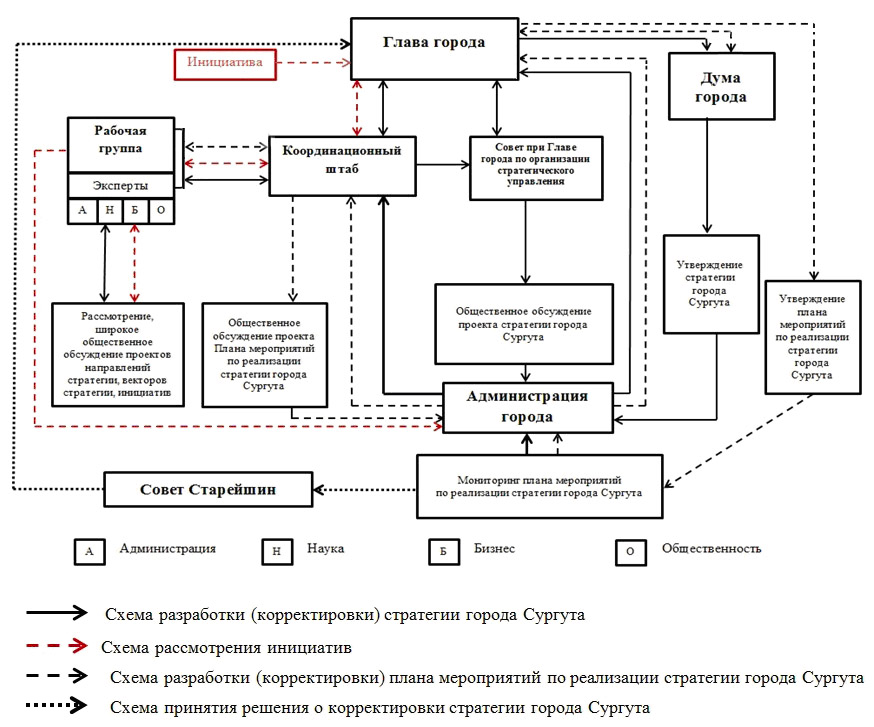 Глава города
Инициатива
Дума
города
Рабочая
группа
Эксперты
А Н Б О
Координационный
штаб
Совет при Главе
города по организации
стратегического
управления
Утверждение
стратегии
города
Сургута
Утверждение
плана
мероприятий
по реализации
стратегии
города
Сургута
Рассмотрение,
широкое
общественное
обсуждение проектов
направлений
стратегии, векторов
стратегии, инициатив
Общественное
обсуждение проекта
Плана мероприятий
по реализации
стратегии города
Сургута
Общественное обсуждение
проекта стратегии города
Сургута
Администрация
города
Мониторинг плана мероприятий
по реализации стратегии города Сургута
Совет Старейшин
А Администрация Н Наука Б Бизнес О Общественность
Схема разработки (корректировки) стратегии города Сургута
Схема рассмотрения инициатив
Схема разработки (корректировки) плана мероприятий по реализации стратегии города Сургута
Схема принятия решения о корректировки стратегии города Сургута